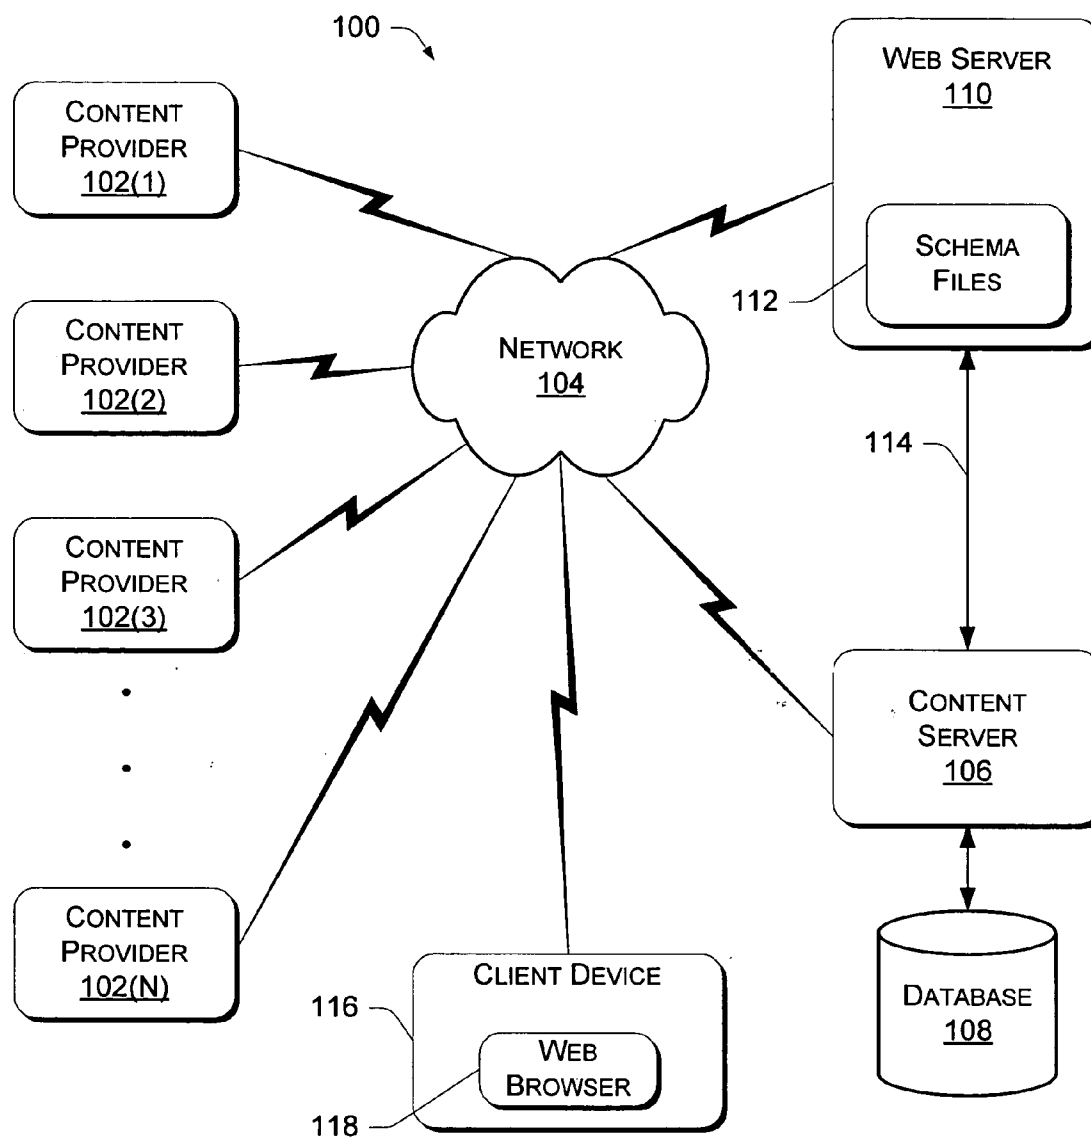 100
CONTENT
PROVIDER
102(1)
CONTENT
PROVIDER
102(2)
CONTENT
PROVIDER
102(3)
CONTENT
PROVIDER
102(N)
NETWORK
104
WEB SERVER
110
SCHEMA
FILES
112
114
CONTENT
SERVER
106
DATABASE
108
CLIENT DEVICE
116
WEB
BROWSER
118